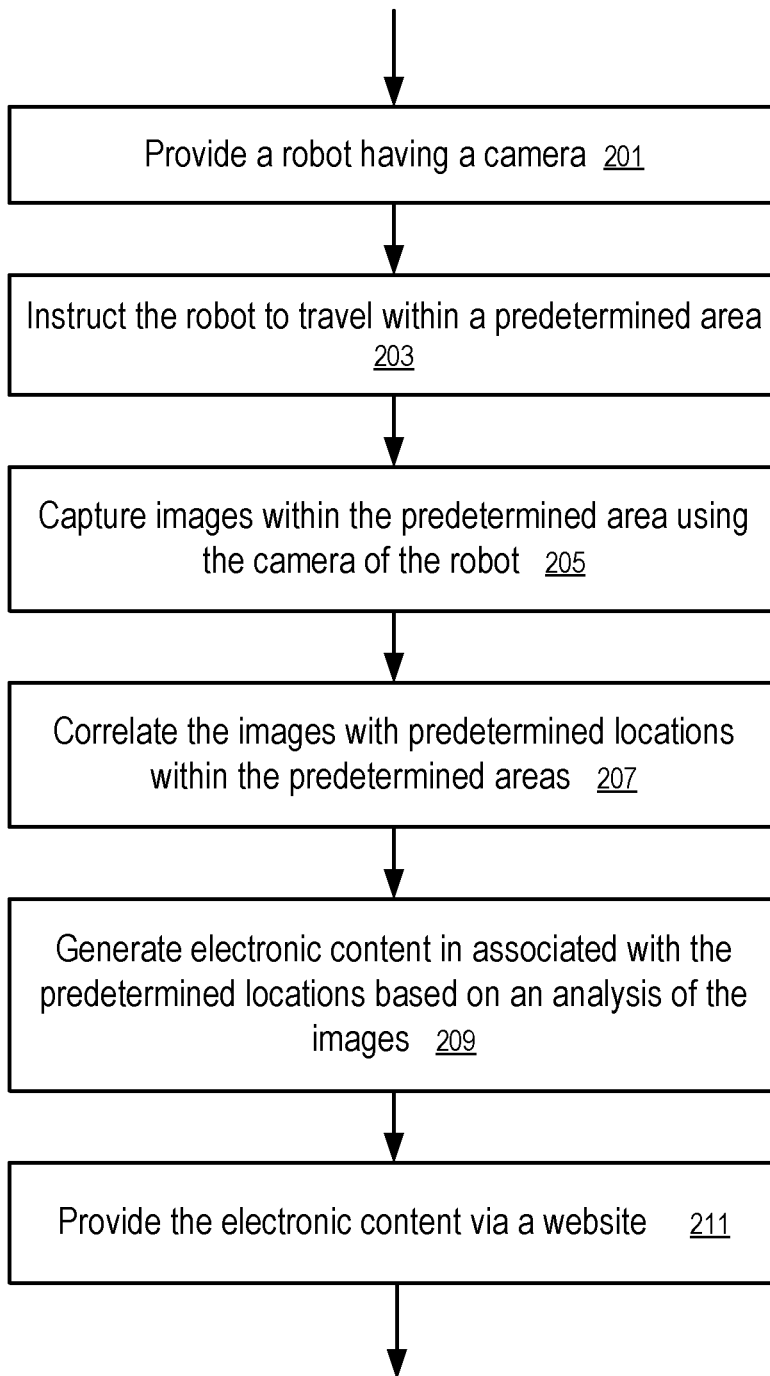 Provide a robot having a camera 201
Instruct the robot to travel within a predetermined area
203
Capture images within the predetermined area using
the camera of the robot 205
Correlate the images with predetermined locations
within the predetermined areas 207
Generate electronic content in associated with the
predetermined locations based on an analysis of the
images 209
Provide the electronic content via a website 211